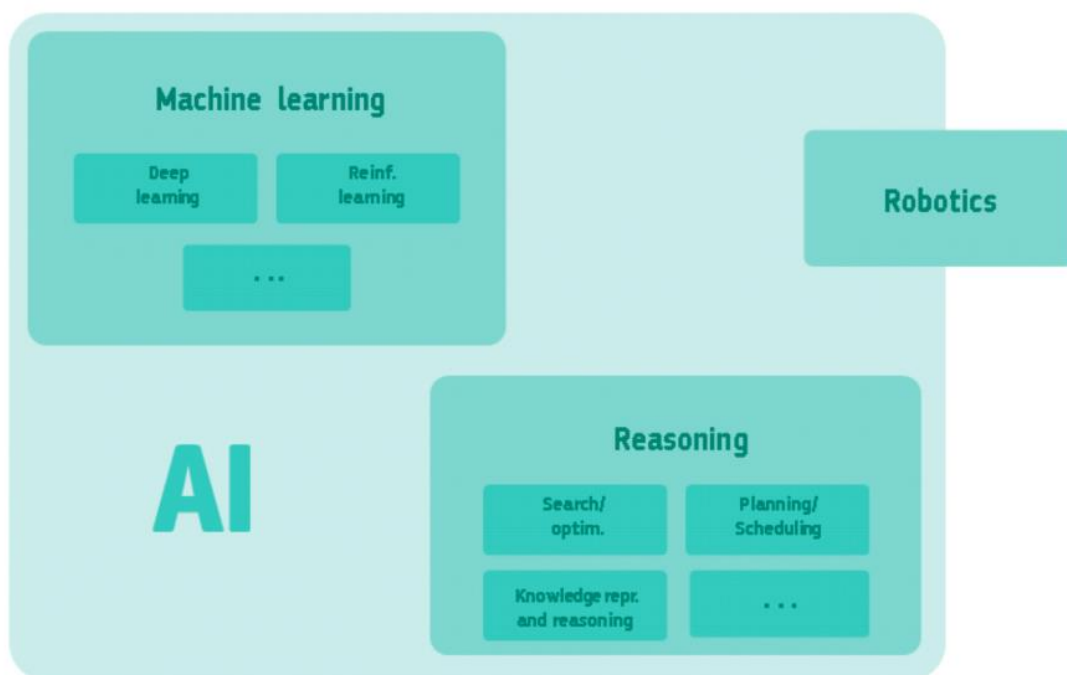 Machine learning
Deep
learning
Reinf.
learning
...
Robotics
AI
Reasoning
Search/
optim.
Planning/
Scheduling
Knowledge repr.
and reasoning
...